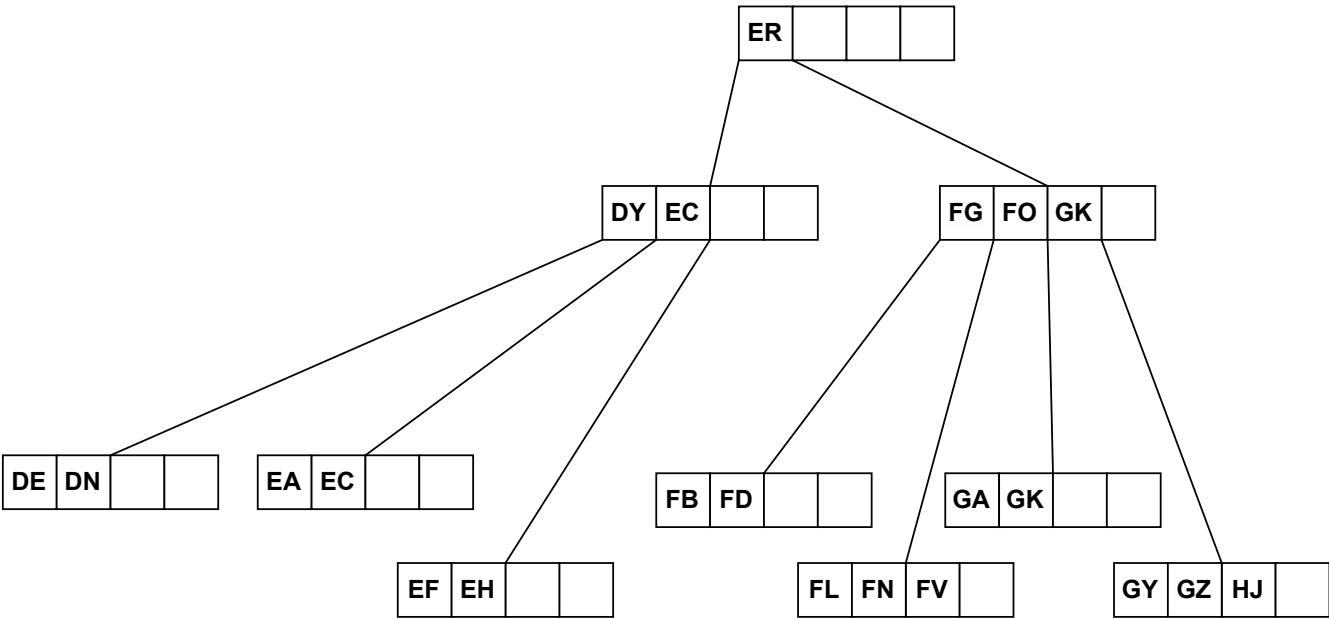 ER
DY EC
FG FO GK
DE DN
EA EC
FB FD
GA GK
EF EH
FL FN FV
GY GZ HJ